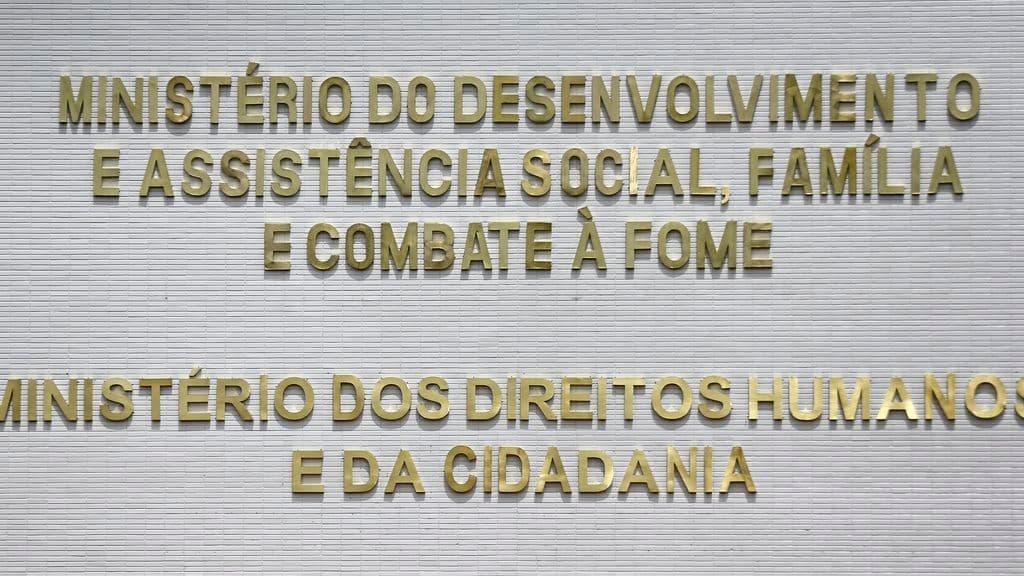 MINISTÉRIO DO DESENVOLVIMENTO
E ASSISTÊNCIA SOCIAL, FAMÍLIA
E COMBATE À FOME
MINISTÉRIO DOS DIREITOS HUMANOS
E DA CIDADANIA